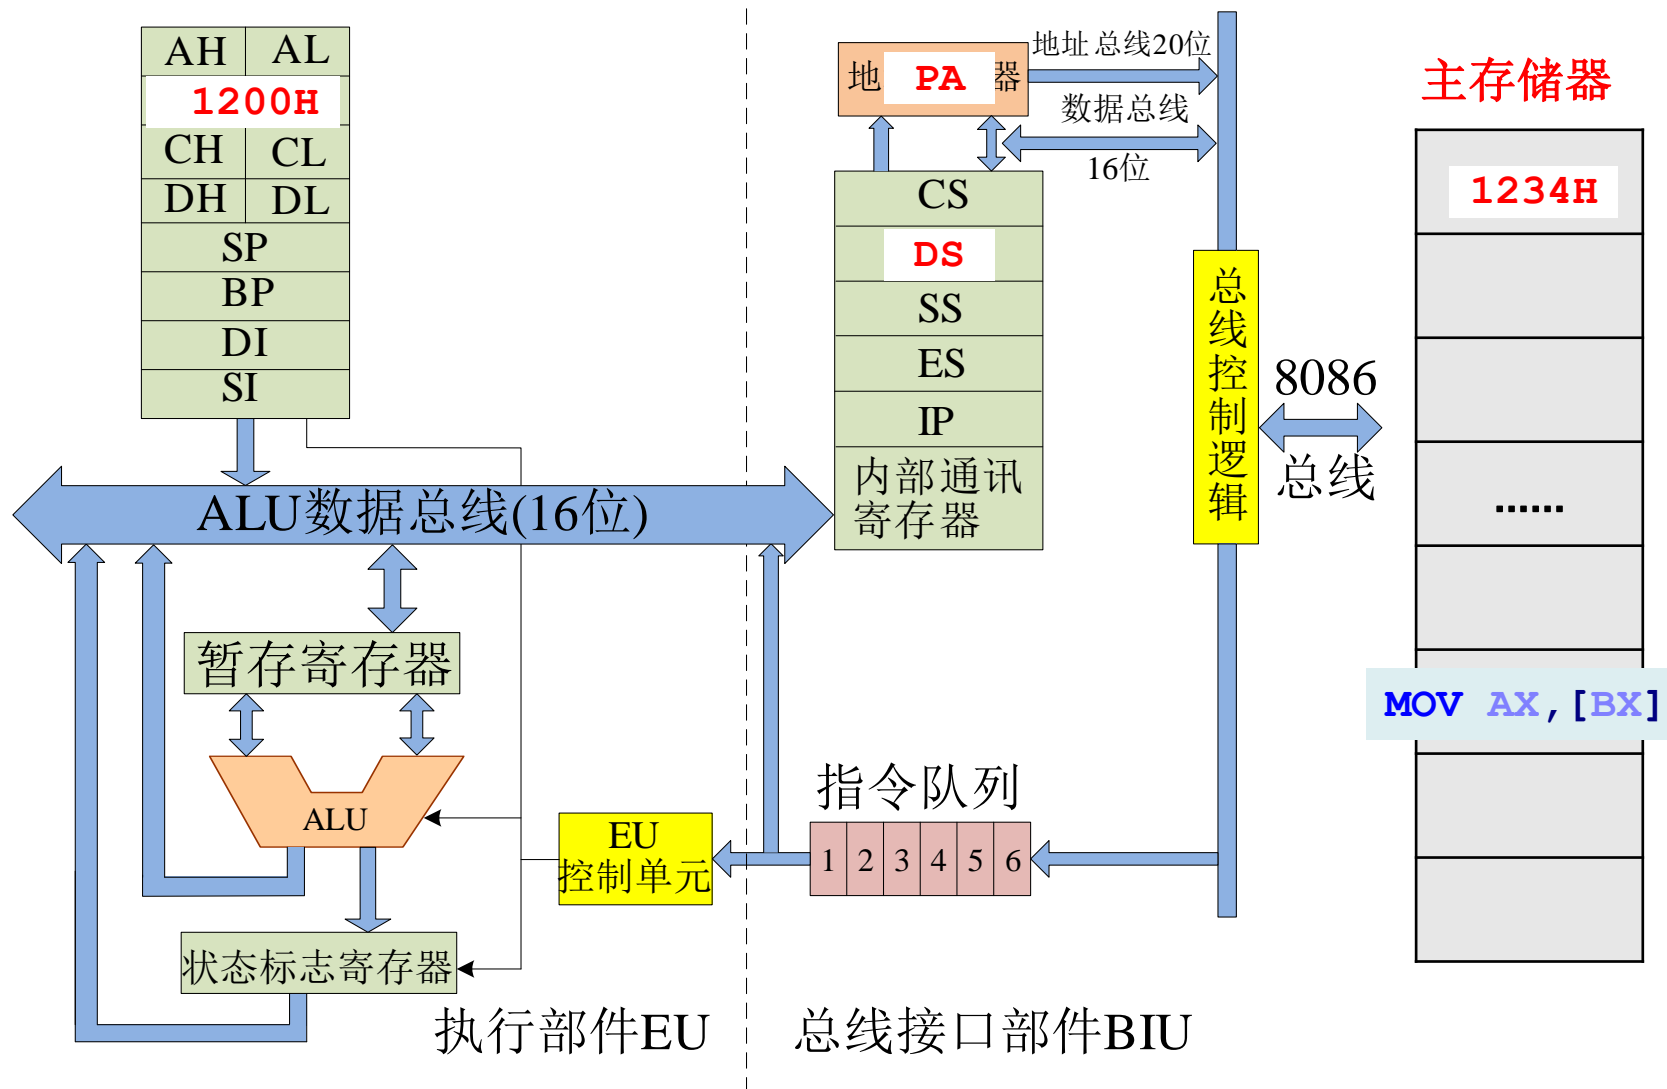 AH AL
1200H
CH CL
DH DL
SP
BP
DI
SI
ALU数据总线(16位)
暂存寄存器
ALU
状态标志寄存器
EU
控制单元
执行部件EU
地 PA 器
地址总线20位
数据总线
16位
CS
DS
SS
ES
IP
内部通讯
寄存器
总线控制逻辑
8086
总线
指令队列
1 2 3 4 5 6
总线接口部件BIU
主存储器
1234H
......
MOV AX,[BX]